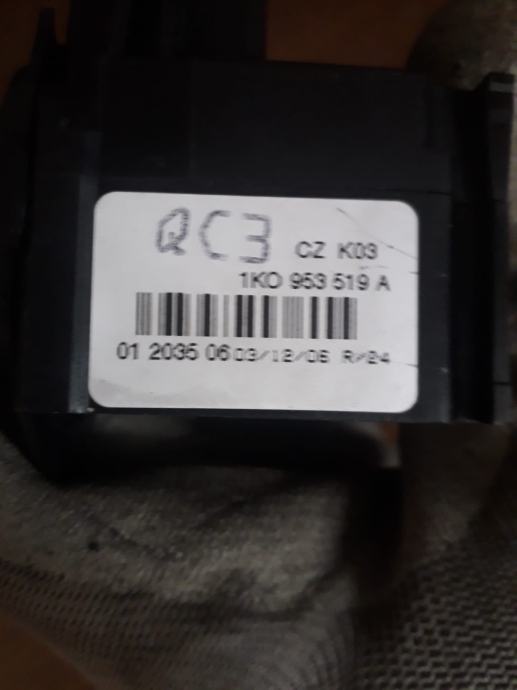 QC3
CZ K03
1K0 953 519 A
01 2035 06 03/12/06 R/24